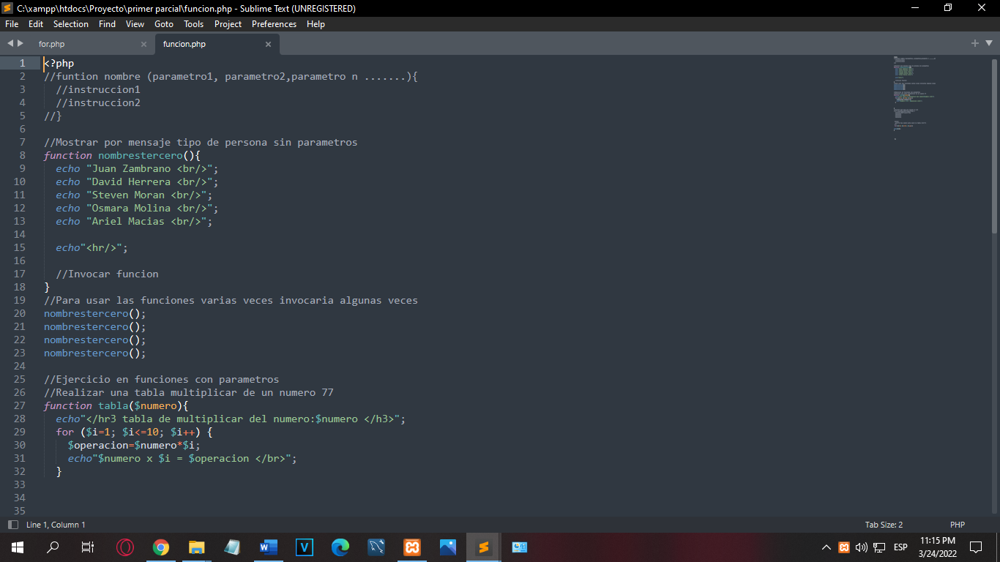 C:\xampp\htdocs\Proyecto\primer parcial\funcion.php - Sublime Text (UNREGISTERED)
File Edit Selection Find View Goto Tools Project Preferences Help
for.php funcion.php
1 <?php
2 //funtion nombre (parametro1, parametro2,parametro n .......){
3 //instruccion1
4 //instruccion2
5 //}
6
7 //Mostrar por mensaje tipo de persona sin parametros
8 function nombrestercero(){
9 echo "Juan Zambrano <br/>";
10 echo "David Herrera <br/>";
11 echo "Steven Moran <br/>";
12 echo "Osmara Molina <br/>";
13 echo "Ariel Macias <br/>";
14
15 echo"<hr/>";
16
17 //Invocar funcion
18 }
19 //Para usar las funciones varias veces invocaria algunas veces
20 nombrestercero();
21 nombrestercero();
22 nombrestercero();
23 nombrestercero();
24
25 //Ejercicio en funciones con parametros
26 //Realizar una tabla multiplicar de un numero 77
27 function tabla($numero){
28 echo"</hr3 tabla de multiplicar del numero:$numero </h3>";
29 for ($i=1; $i<=10; $i++) {
30 $operacion=$numero*$i;
31 echo"$numero x $i = $operacion </br>";
32 }
33
34
35
Line 1, Column 1 Tab Size: 2 PHP
ESP
11:15 PM
3/24/2022